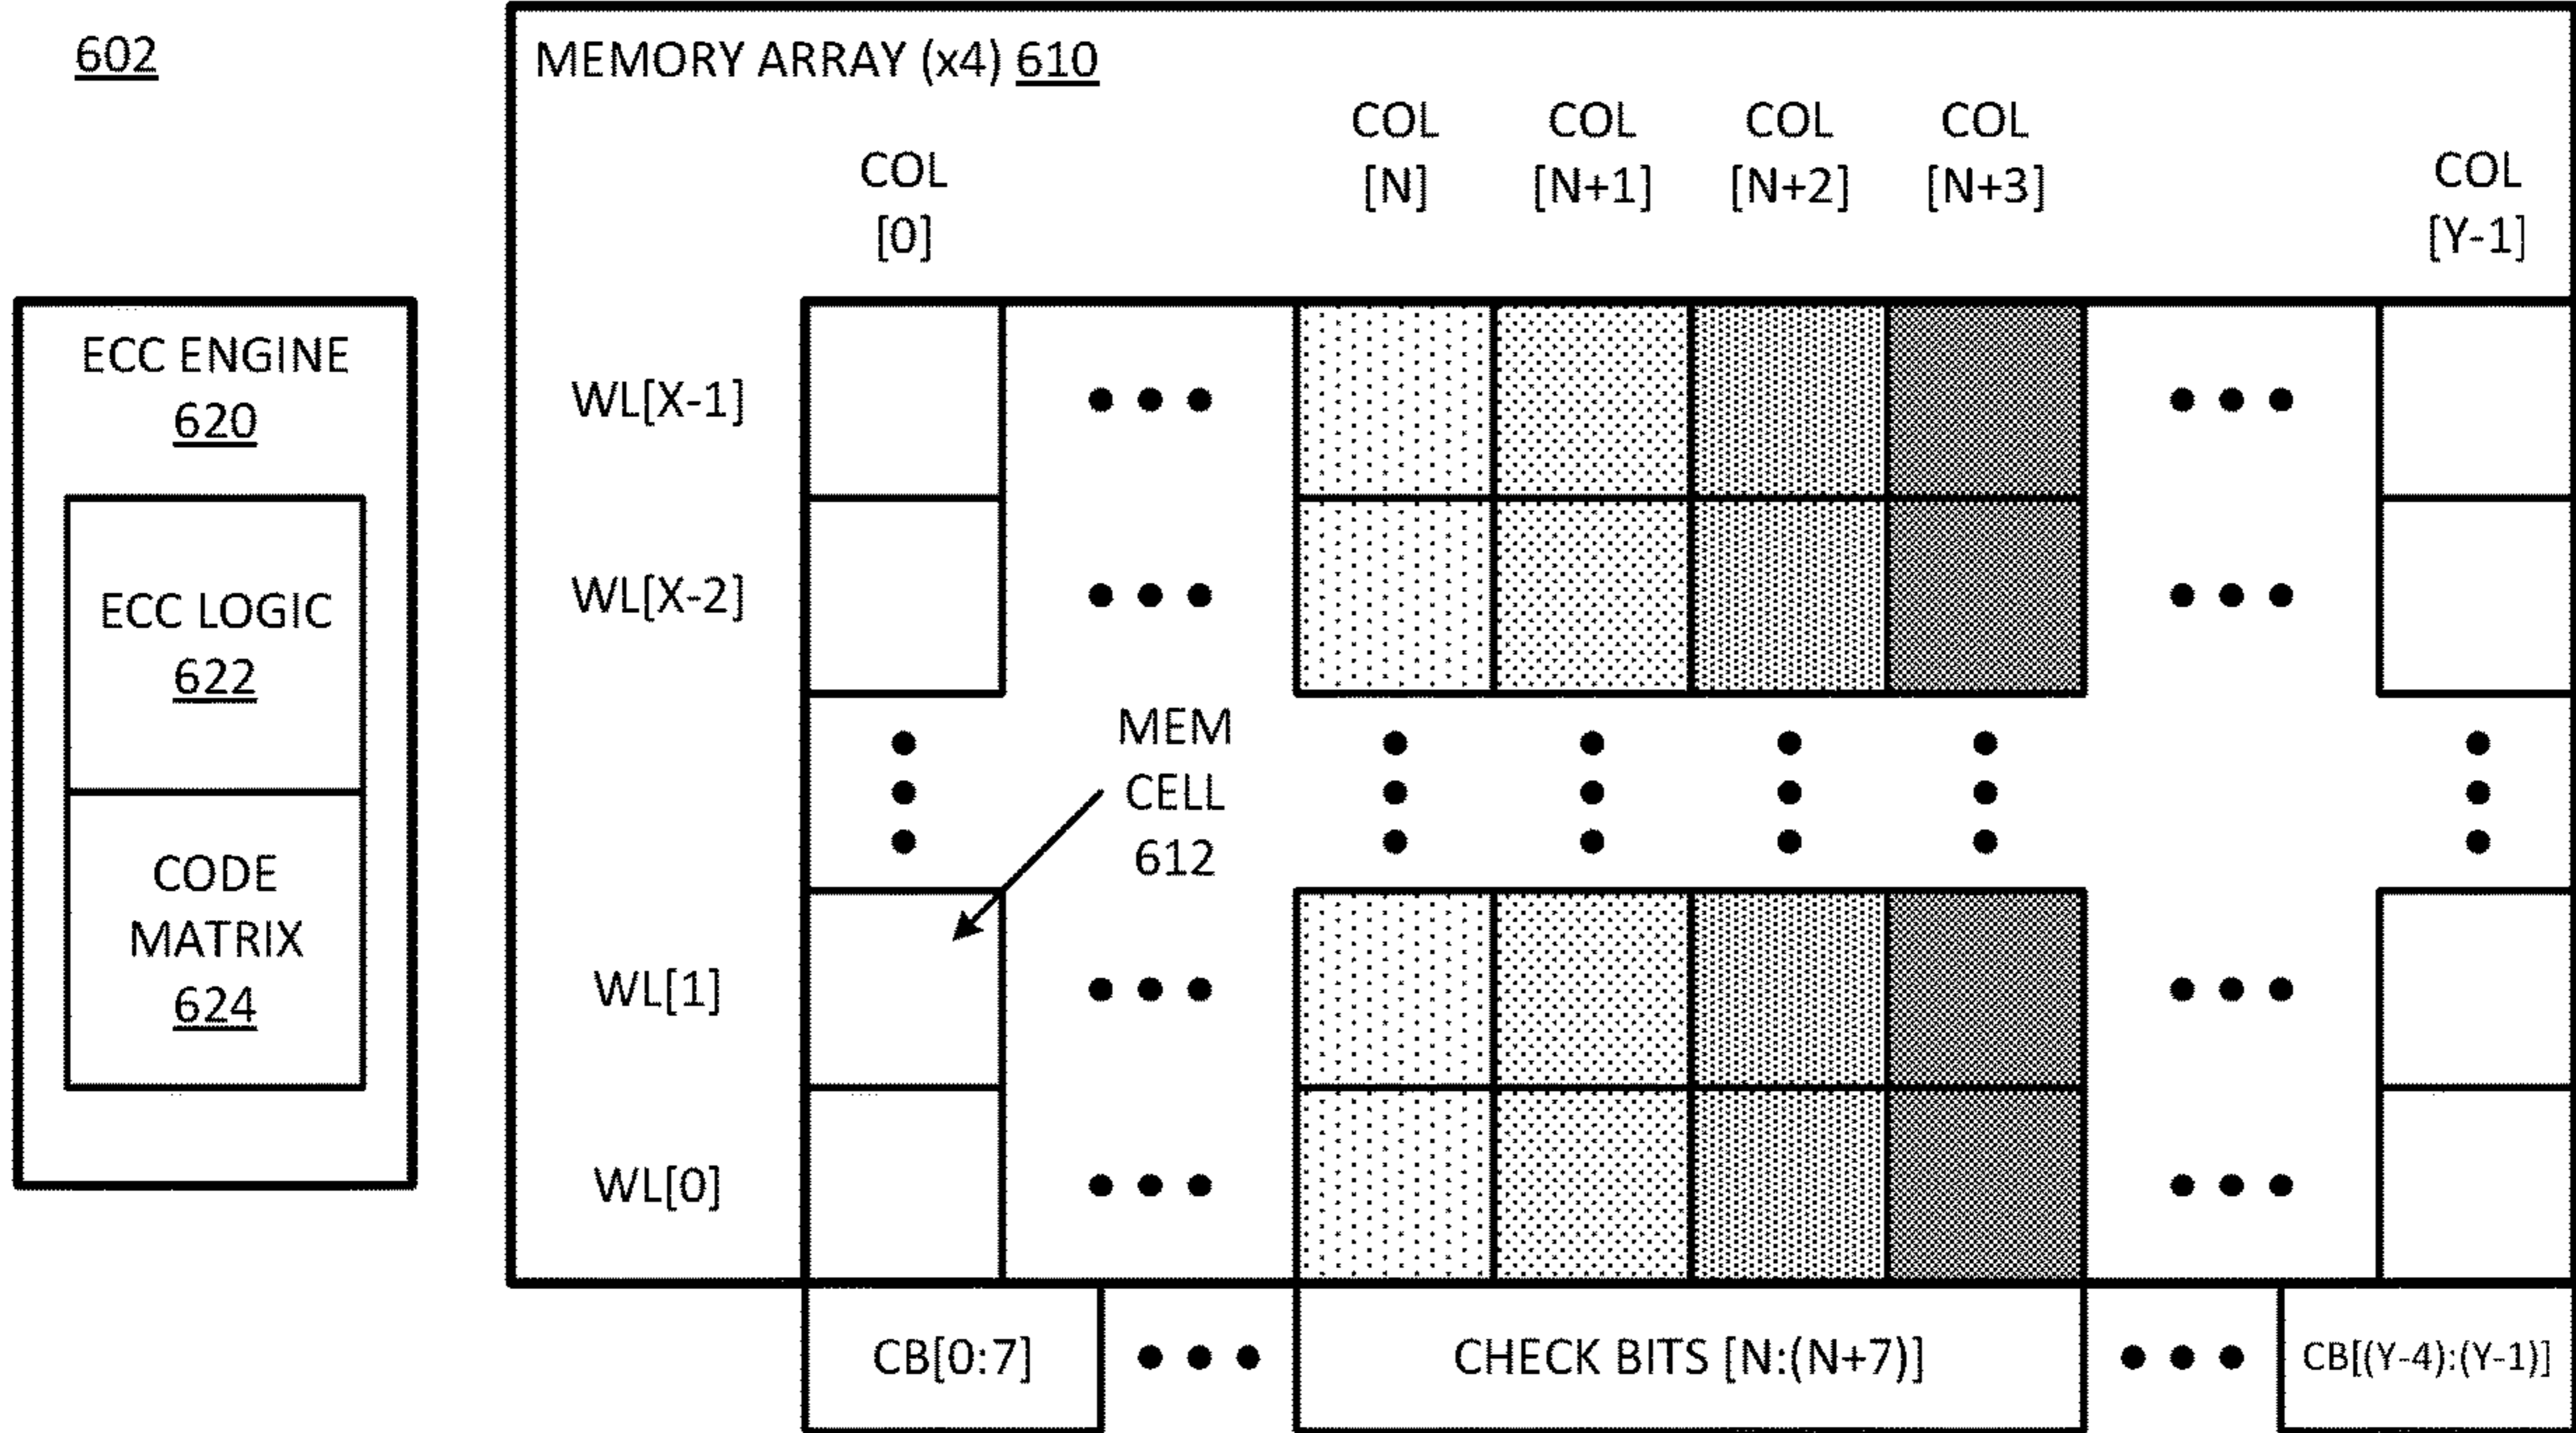 602
MEMORY ARRAY (x4) 610
COL
[0]
COL
[N]
COL
[N+1]
COL
[N+2]
COL
[N+3]
COL
[Y-1]
ECC ENGINE
620
ECC LOGIC
622
CODE
MATRIX
624
WL[X-1]
WL[X-2]
MEM
CELL
612
WL[1]
WL[0]
CB[0:7]
CHECK BITS [N:(N+7)]
CB[(Y-4):(Y-1)]